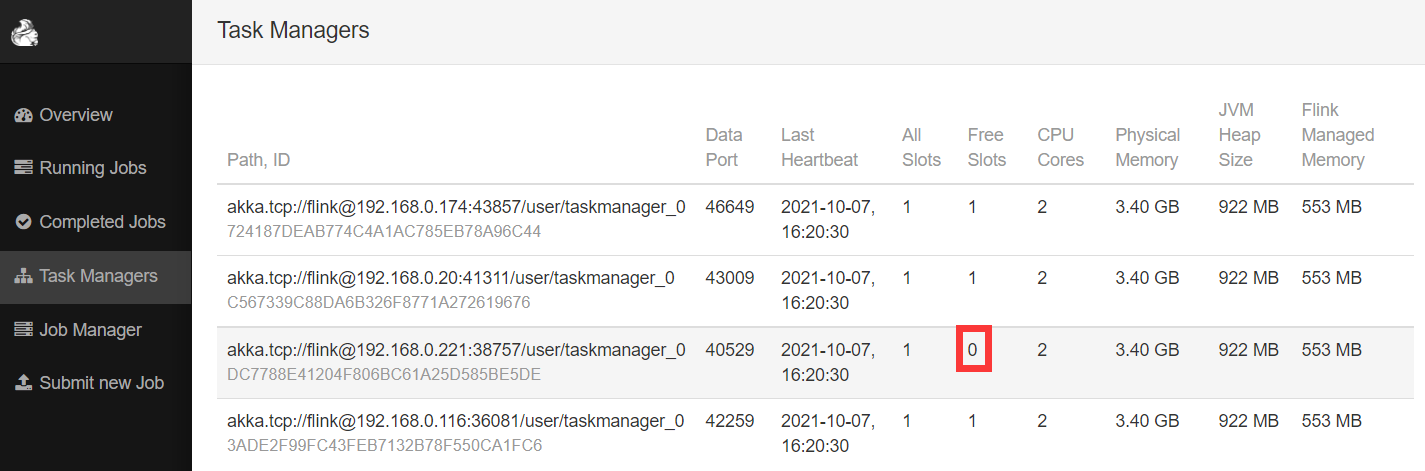 Task Managers
Overview
Running Jobs
Completed Jobs
Task Managers
Job Manager
Submit new Job
Path, ID
Data Port
Last Heartbeat
All Slots
Free Slots
CPU Cores
Physical Memory
JVM Heap Size
Flink Managed Memory
akka.tcp://flink@192.168.0.174:43857/user/taskmanager_0 46649 2021-10-07, 1 1 2 3.40 GB 922 MB 553 MB
724187DEAB774C4A1AC785EB78A96C44 16:20:30
akka.tcp://flink@192.168.0.20:41311/user/taskmanager_0 43009 2021-10-07, 1 1 2 3.40 GB 922 MB 553 MB
C567339C88DA6B326F8771A272619676 16:20:30
akka.tcp://flink@192.168.0.221:38757/user/taskmanager_0 40529 2021-10-07, 1 0 2 3.40 GB 922 MB 553 MB
DC7788E41204F806BC61A25D585BE5DE 16:20:30
akka.tcp://flink@192.168.0.116:36081/user/taskmanager_0 42259 2021-10-07, 1 1 2 3.40 GB 922 MB 553 MB
3ADE2F99FC43FEB7132B78F550CA1FC6 16:20:30